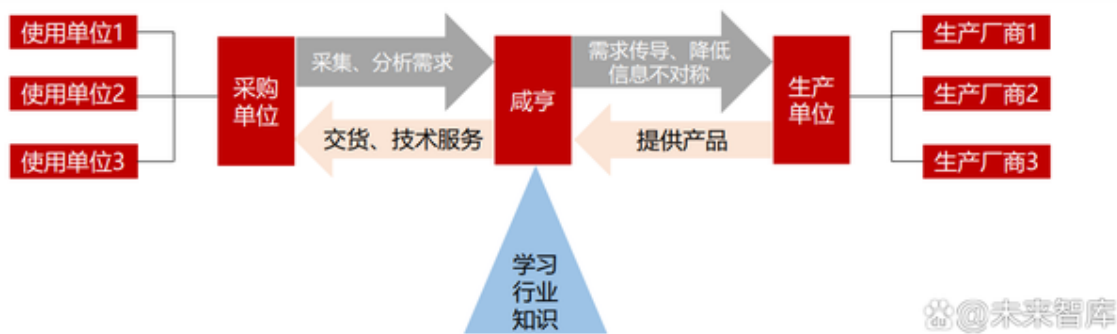 使用单位1
使用单位2
使用单位3
采购
单位
采集、分析需求
交货、技术服务
咸亨
需求传导、降低
信息不对称
提供产品
生产
单位
生产厂商1
生产厂商2
生产厂商3
学习
行业
知识
du @未来智库